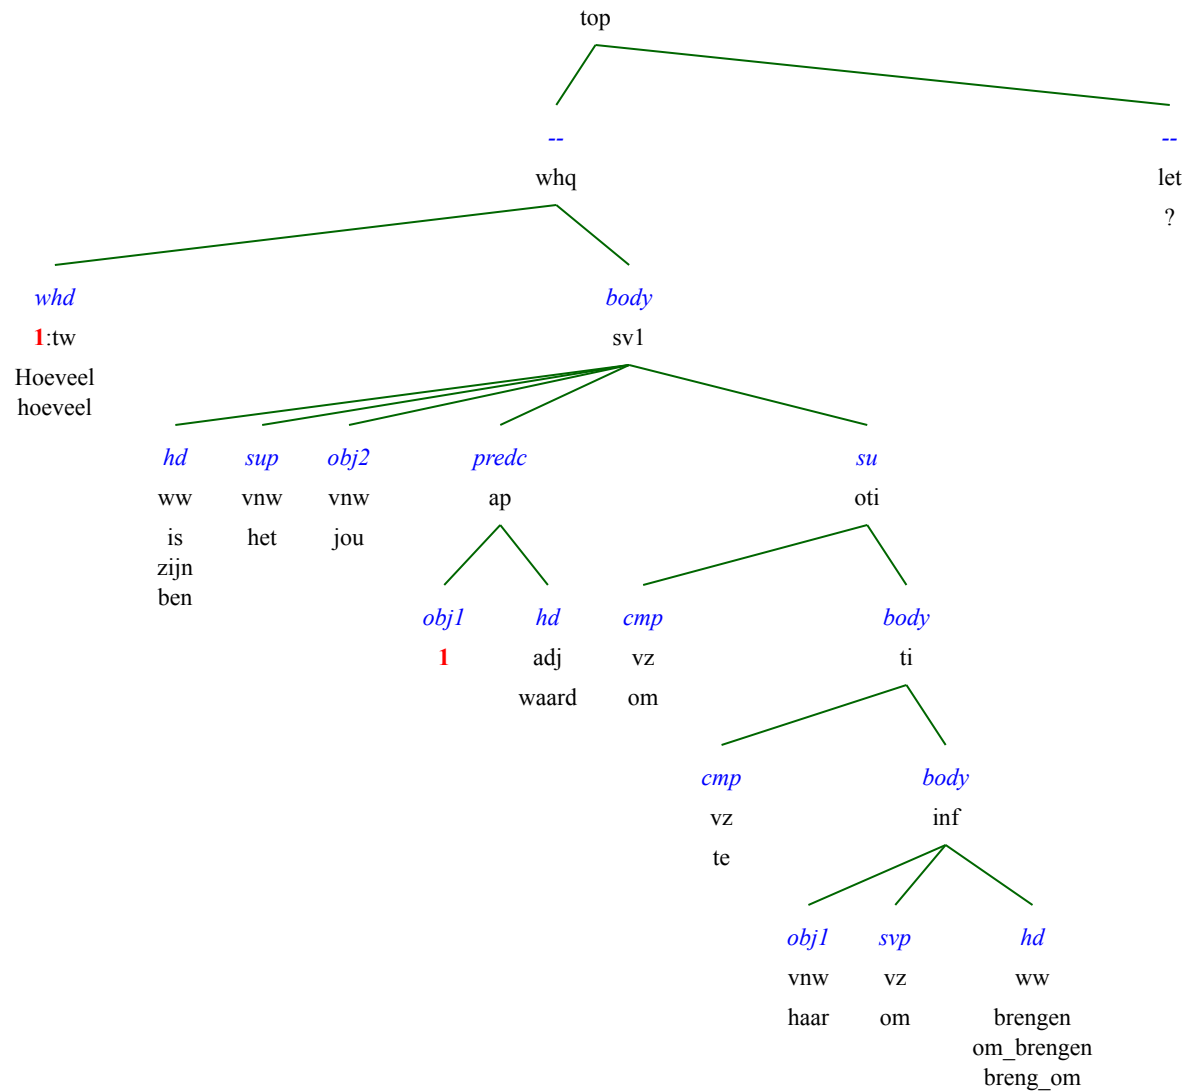 top
-- --
whq let
?
whd body
1:tw sv1
Hoeveel
hoeveel
hd sup obj2 predc su
ww vnw vnw ap oti
is het jou
zijn
ben
obj1 hd cmp body
1 adj vz ti
waard om
cmp body
vz inf
te
obj1 svp hd
vnw vz ww
haar om brengen
om_brengen
breng_om